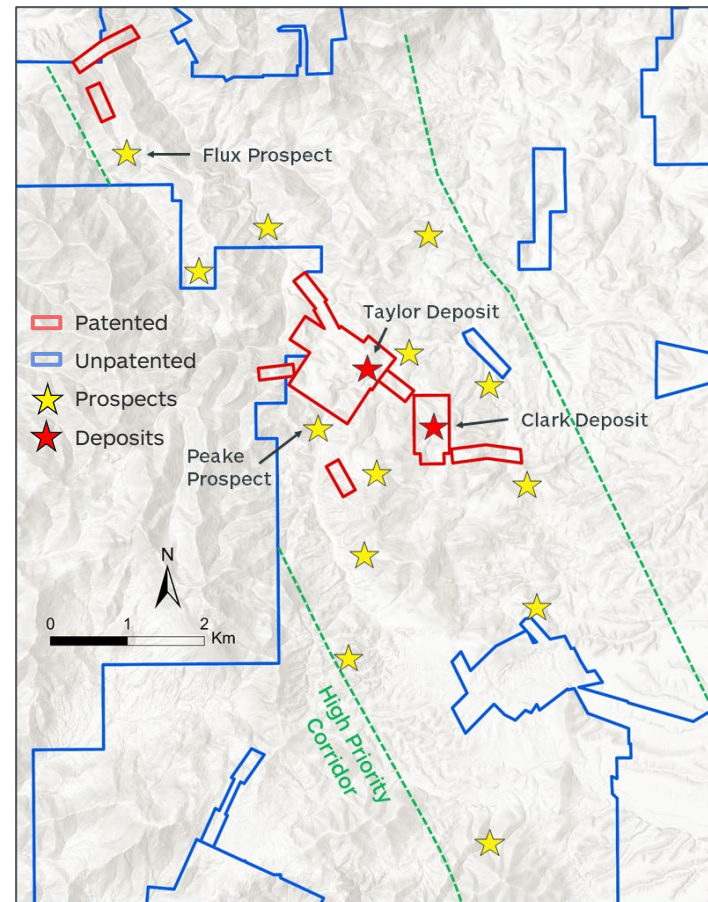 Flux Prospect
Taylor Deposit
Patented
Unpatented
Prospects
Deposits
Clark Deposit
Peake
Prospect
N
0 1 2
Km
High Priority
Corridor